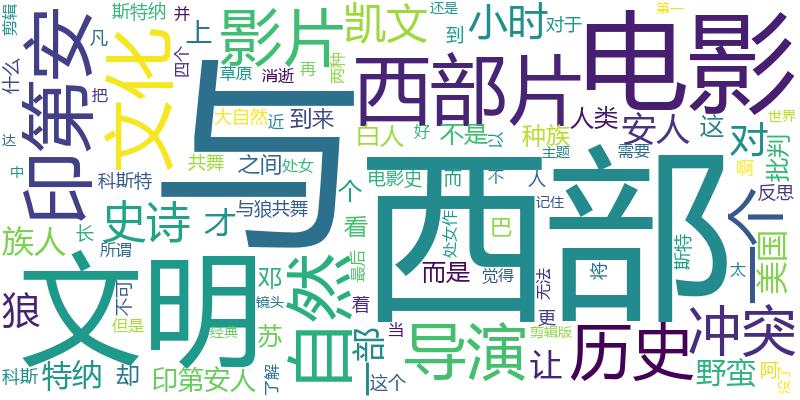 剪辑
斯特纳
并
上
影片
凯文
还是
到
小时
对于
第一
电影
什么
印第安
凡
把
文化
四个
草原
消逝
再
两种
与
西部片
人类
安人
这
对
世界
大自然
近
到来
白人
好
不是
以
种族
达
共舞
之间
处女
主题
需要
啊
批判
中
科斯特
个
电影史
而
不
人
反思
与狼共舞
记住
族人
长
史诗
才
看
西部
处女作
巴
一个
美国
所谓
斯特
太
文明
自然
最后
而是
觉得
无法
将
狼
不可
邓
镜头
着
更
冲突
但是
经典
苏
一部
当
导演
剪辑版
历史
让
科斯
特纳
却
印第安人
了解
这个
野蛮
阿
没了